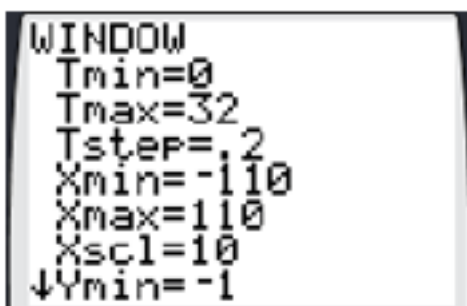 WINDOW
Tmin=0
Tmax=32
Tstep=.2
Xmin=-110
Xmax=110
Xscl=10
↓Ymin=-1